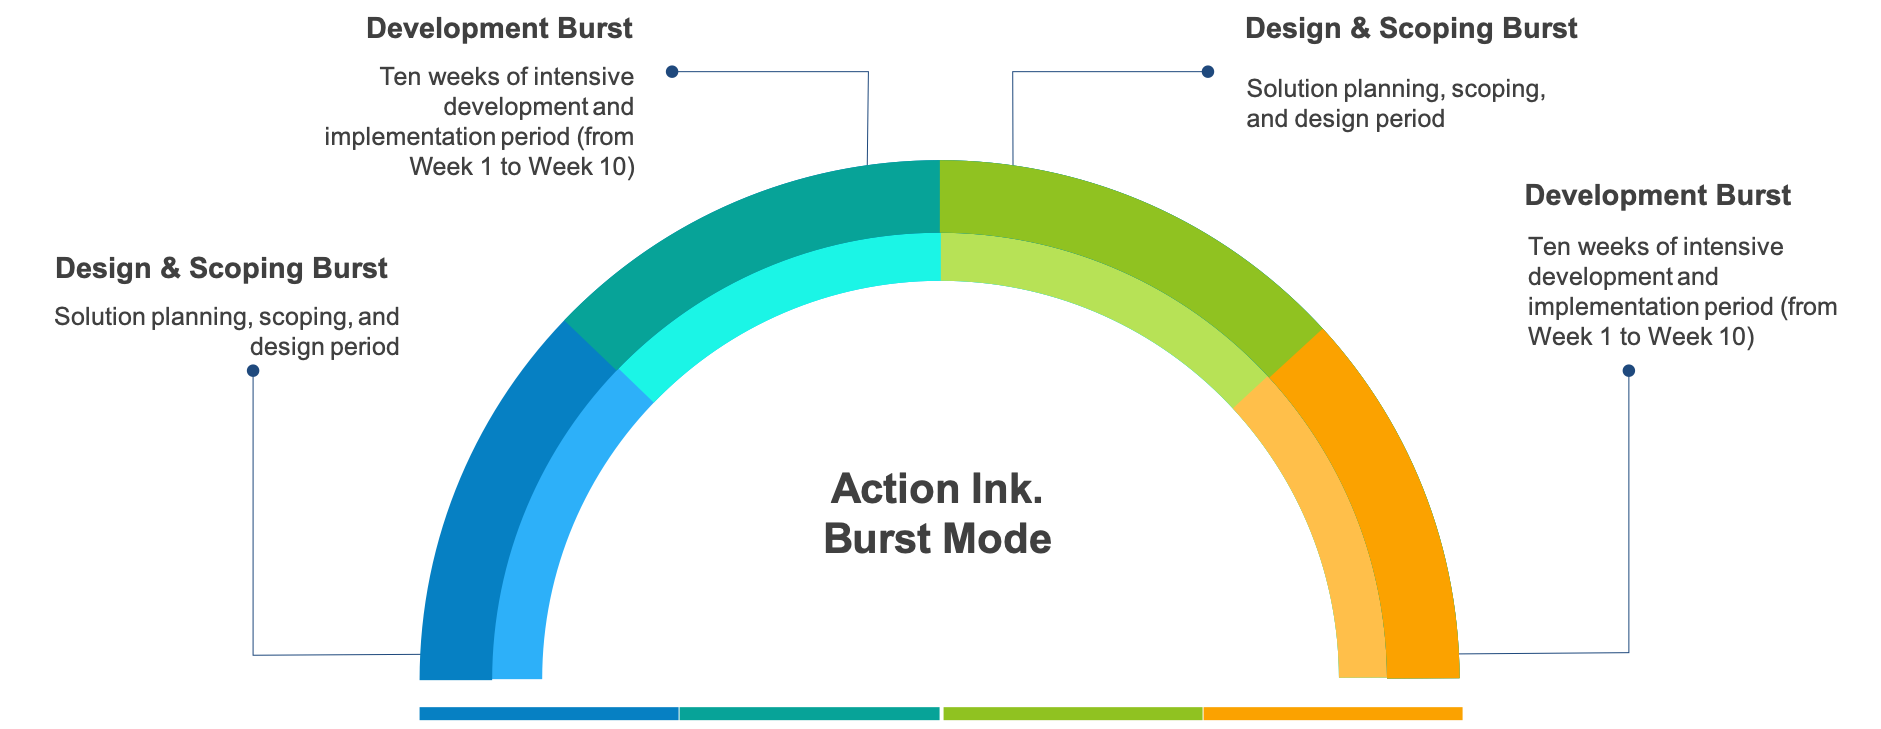 Development Burst
Ten weeks of intensive
development and
implementation period (from
Week 1 to Week 10)
Design & Scoping Burst
Solution planning, scoping,
and design period
Design & Scoping Burst
Solution planning, scoping, and
design period
Development Burst
Ten weeks of intensive
development and
implementation period (from
Week 1 to Week 10)
Action Ink.
Burst Mode